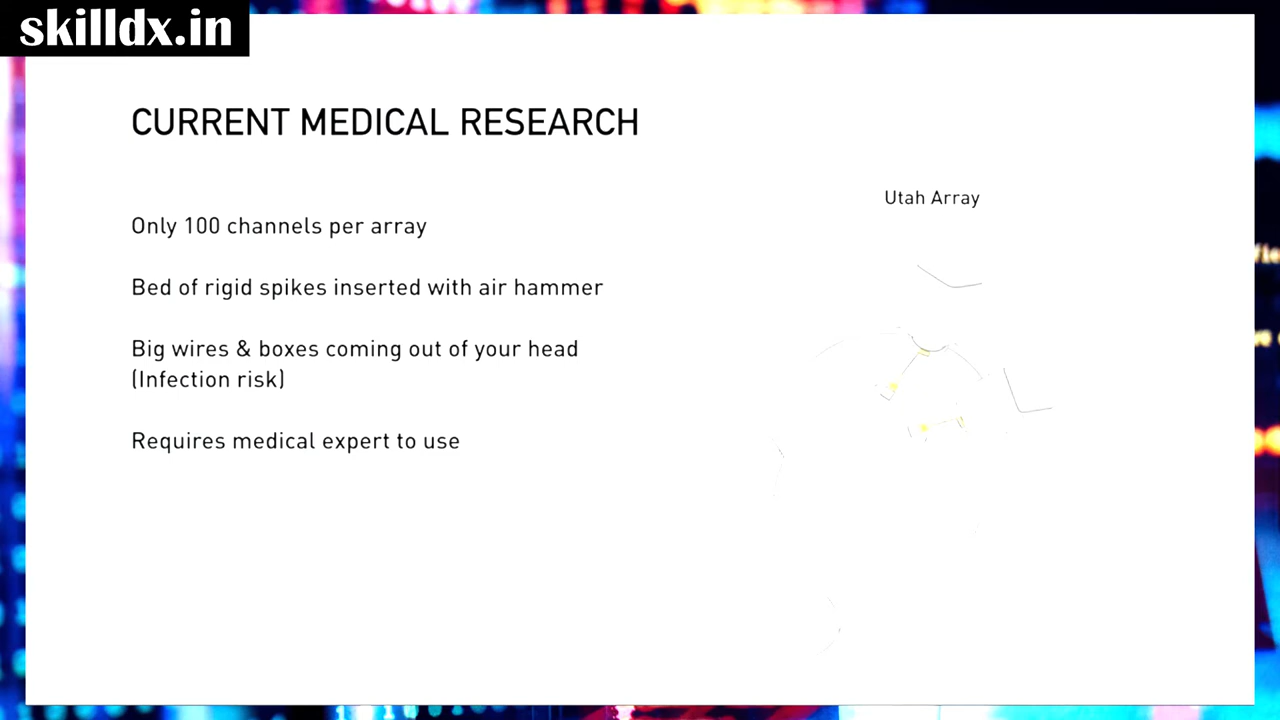 skilldx.in
CURRENT MEDICAL RESEARCH
Utah Array
Only 100 channels per array
Bed of rigid spikes inserted with air hammer
Big wires & boxes coming out of your head
(Infection risk)
Requires medical expert to use